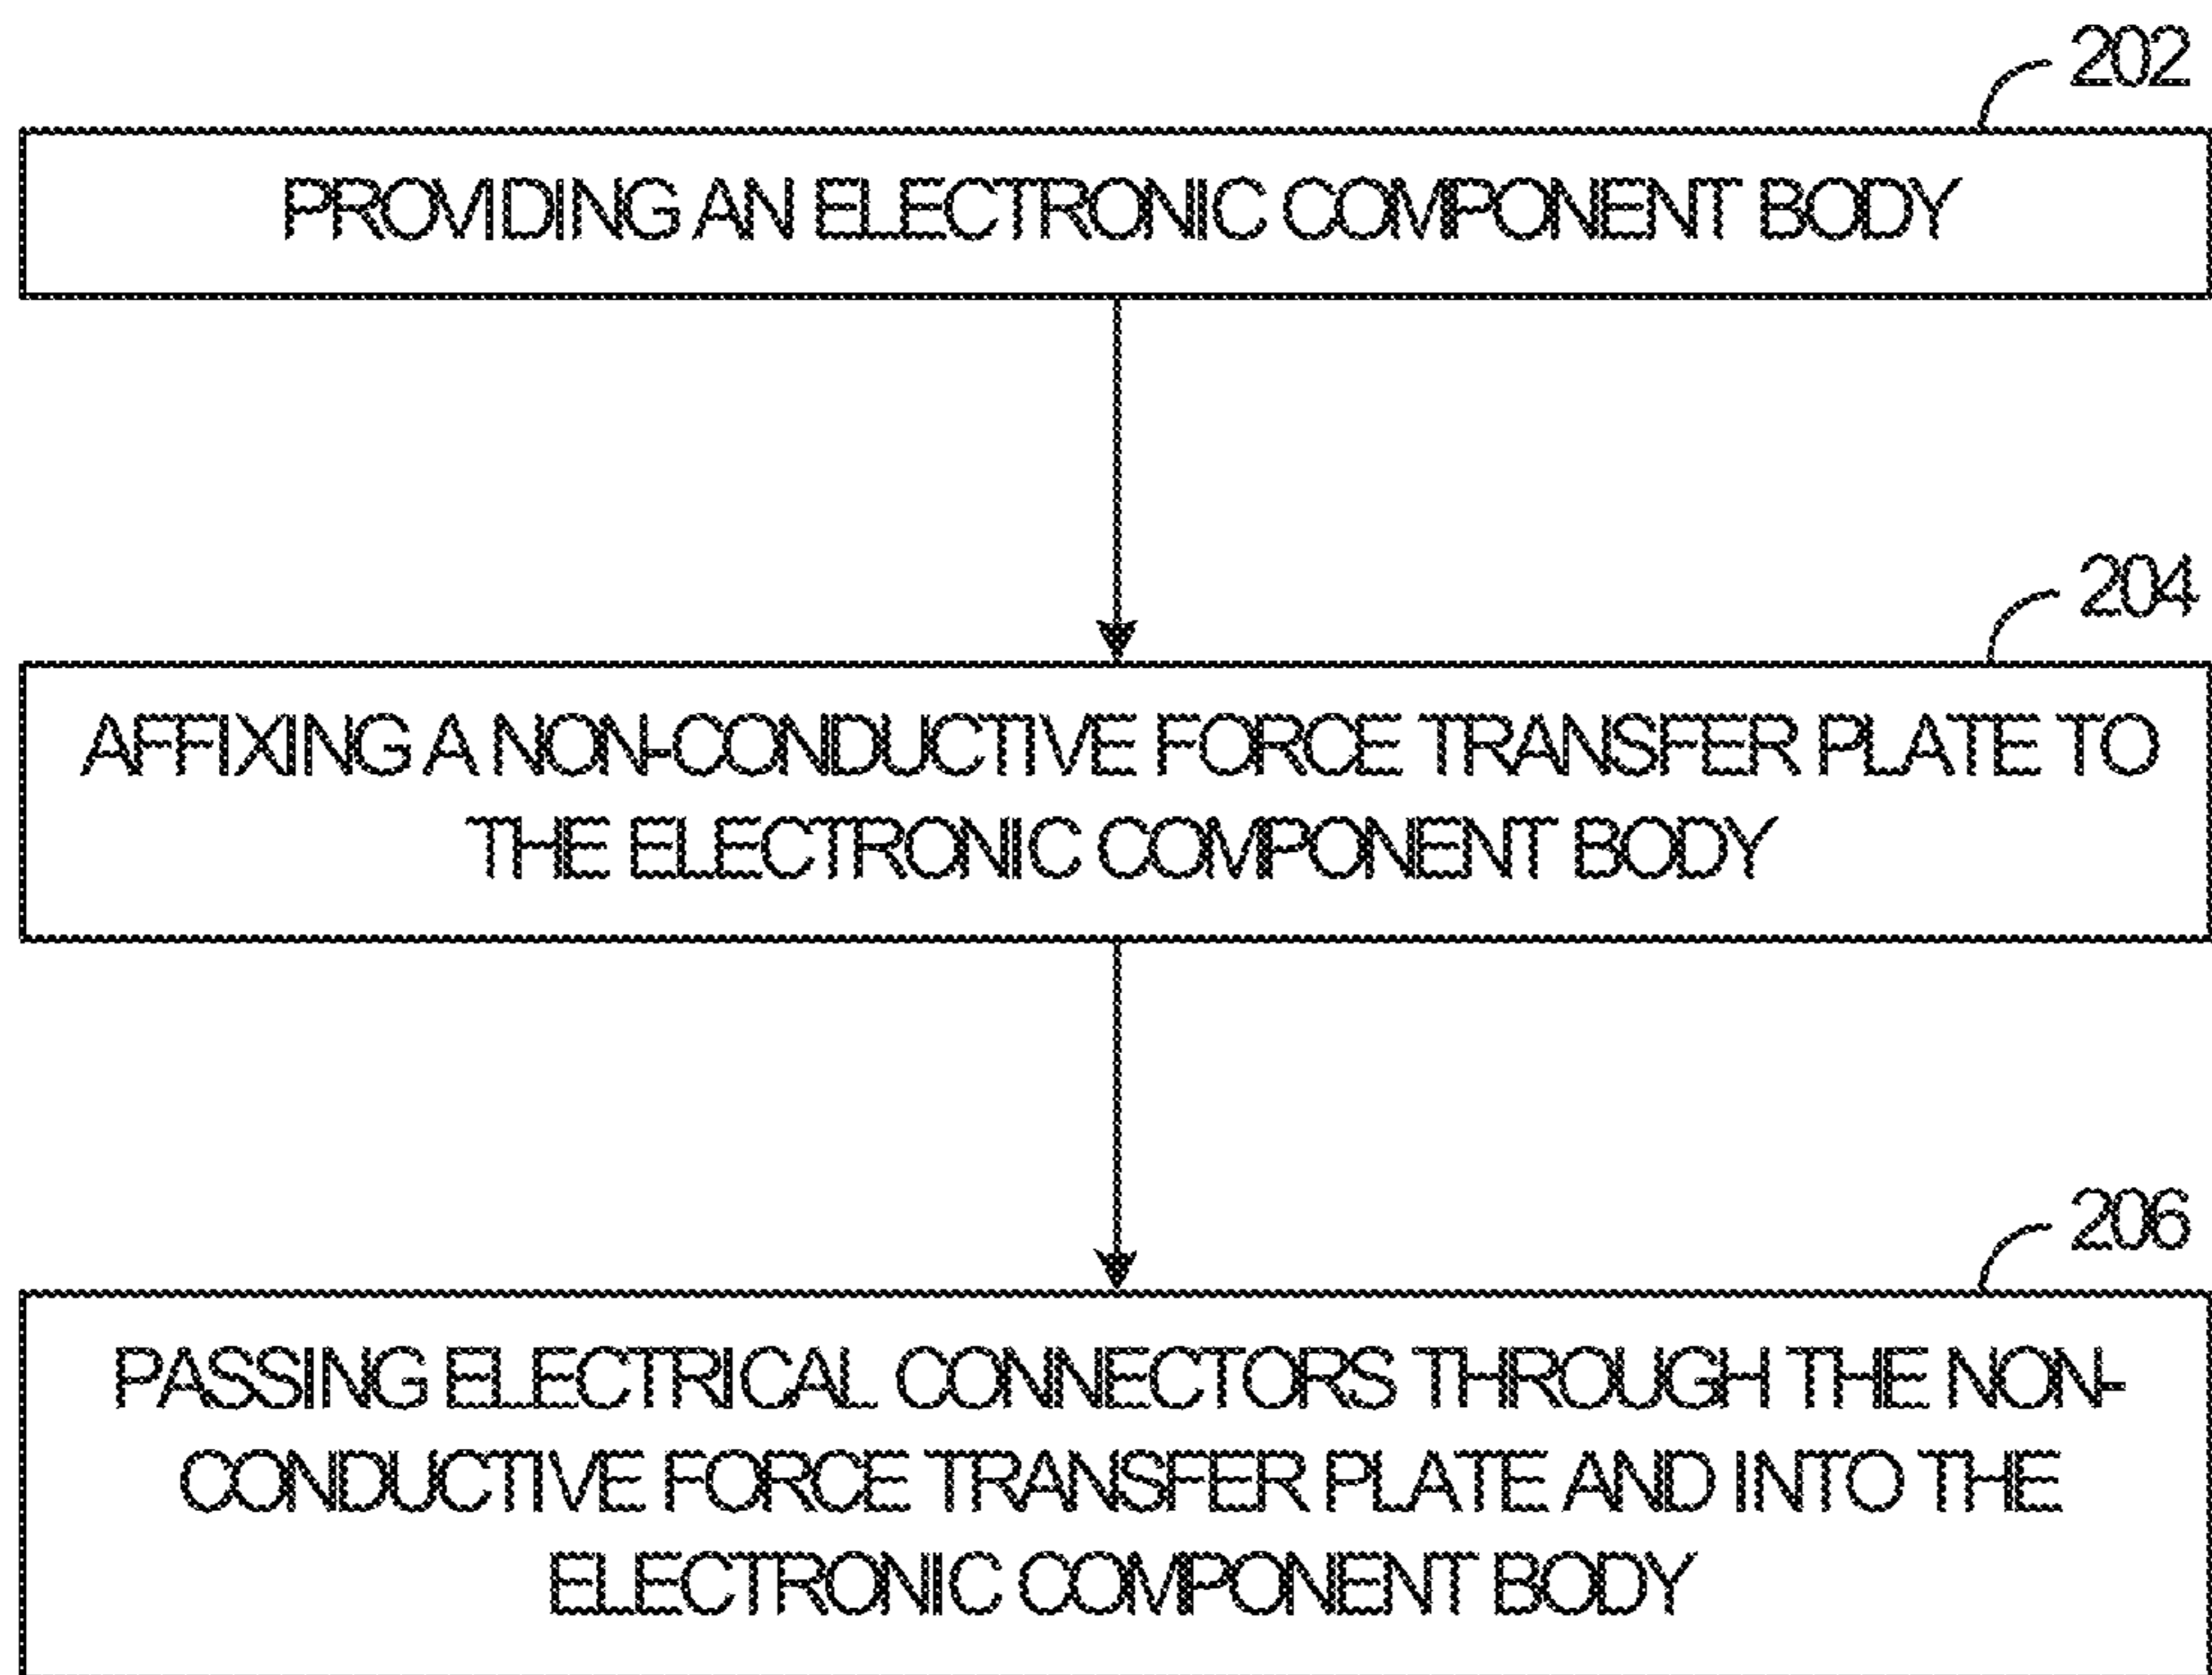 202
PROVIDING AN ELECTRONIC COMPONENT BODY
204
AFFIXING A NON-CONDUCTIVE FORCE TRANSFER PLATE TO
THE ELECTRONIC COMPONENT BODY
206
PASSING ELECTRICAL CONNECTORS THROUGH THE NON-
CONDUCTIVE FORCE TRANSFER PLATE AND INTO THE
ELECTRONIC COMPONENT BODY